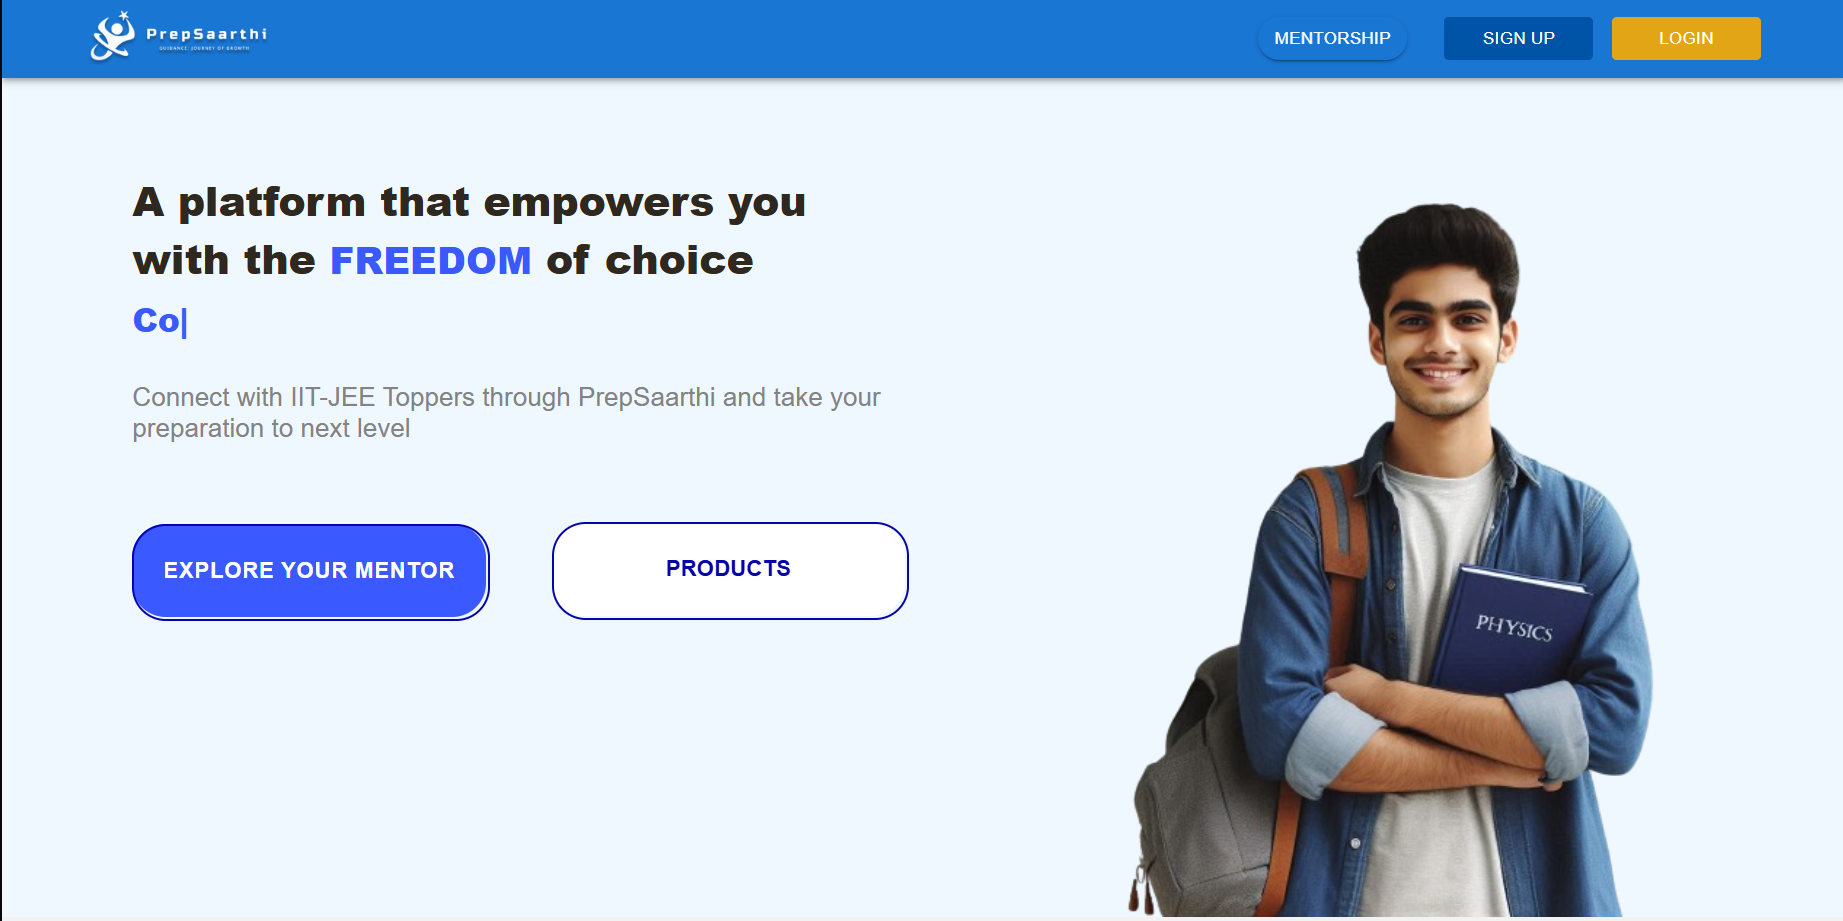 PrepSaarthi
GUIDANCE: JOURNEY OF GROWTH
MENTORSHIP
SIGN UP
LOGIN
A platform that empowers you
with the FREEDOM of choice
Co|
Connect with IIT-JEE Toppers through PrepSaarthi and take your
preparation to next level
EXPLORE YOUR MENTOR
PRODUCTS
PHYSICS